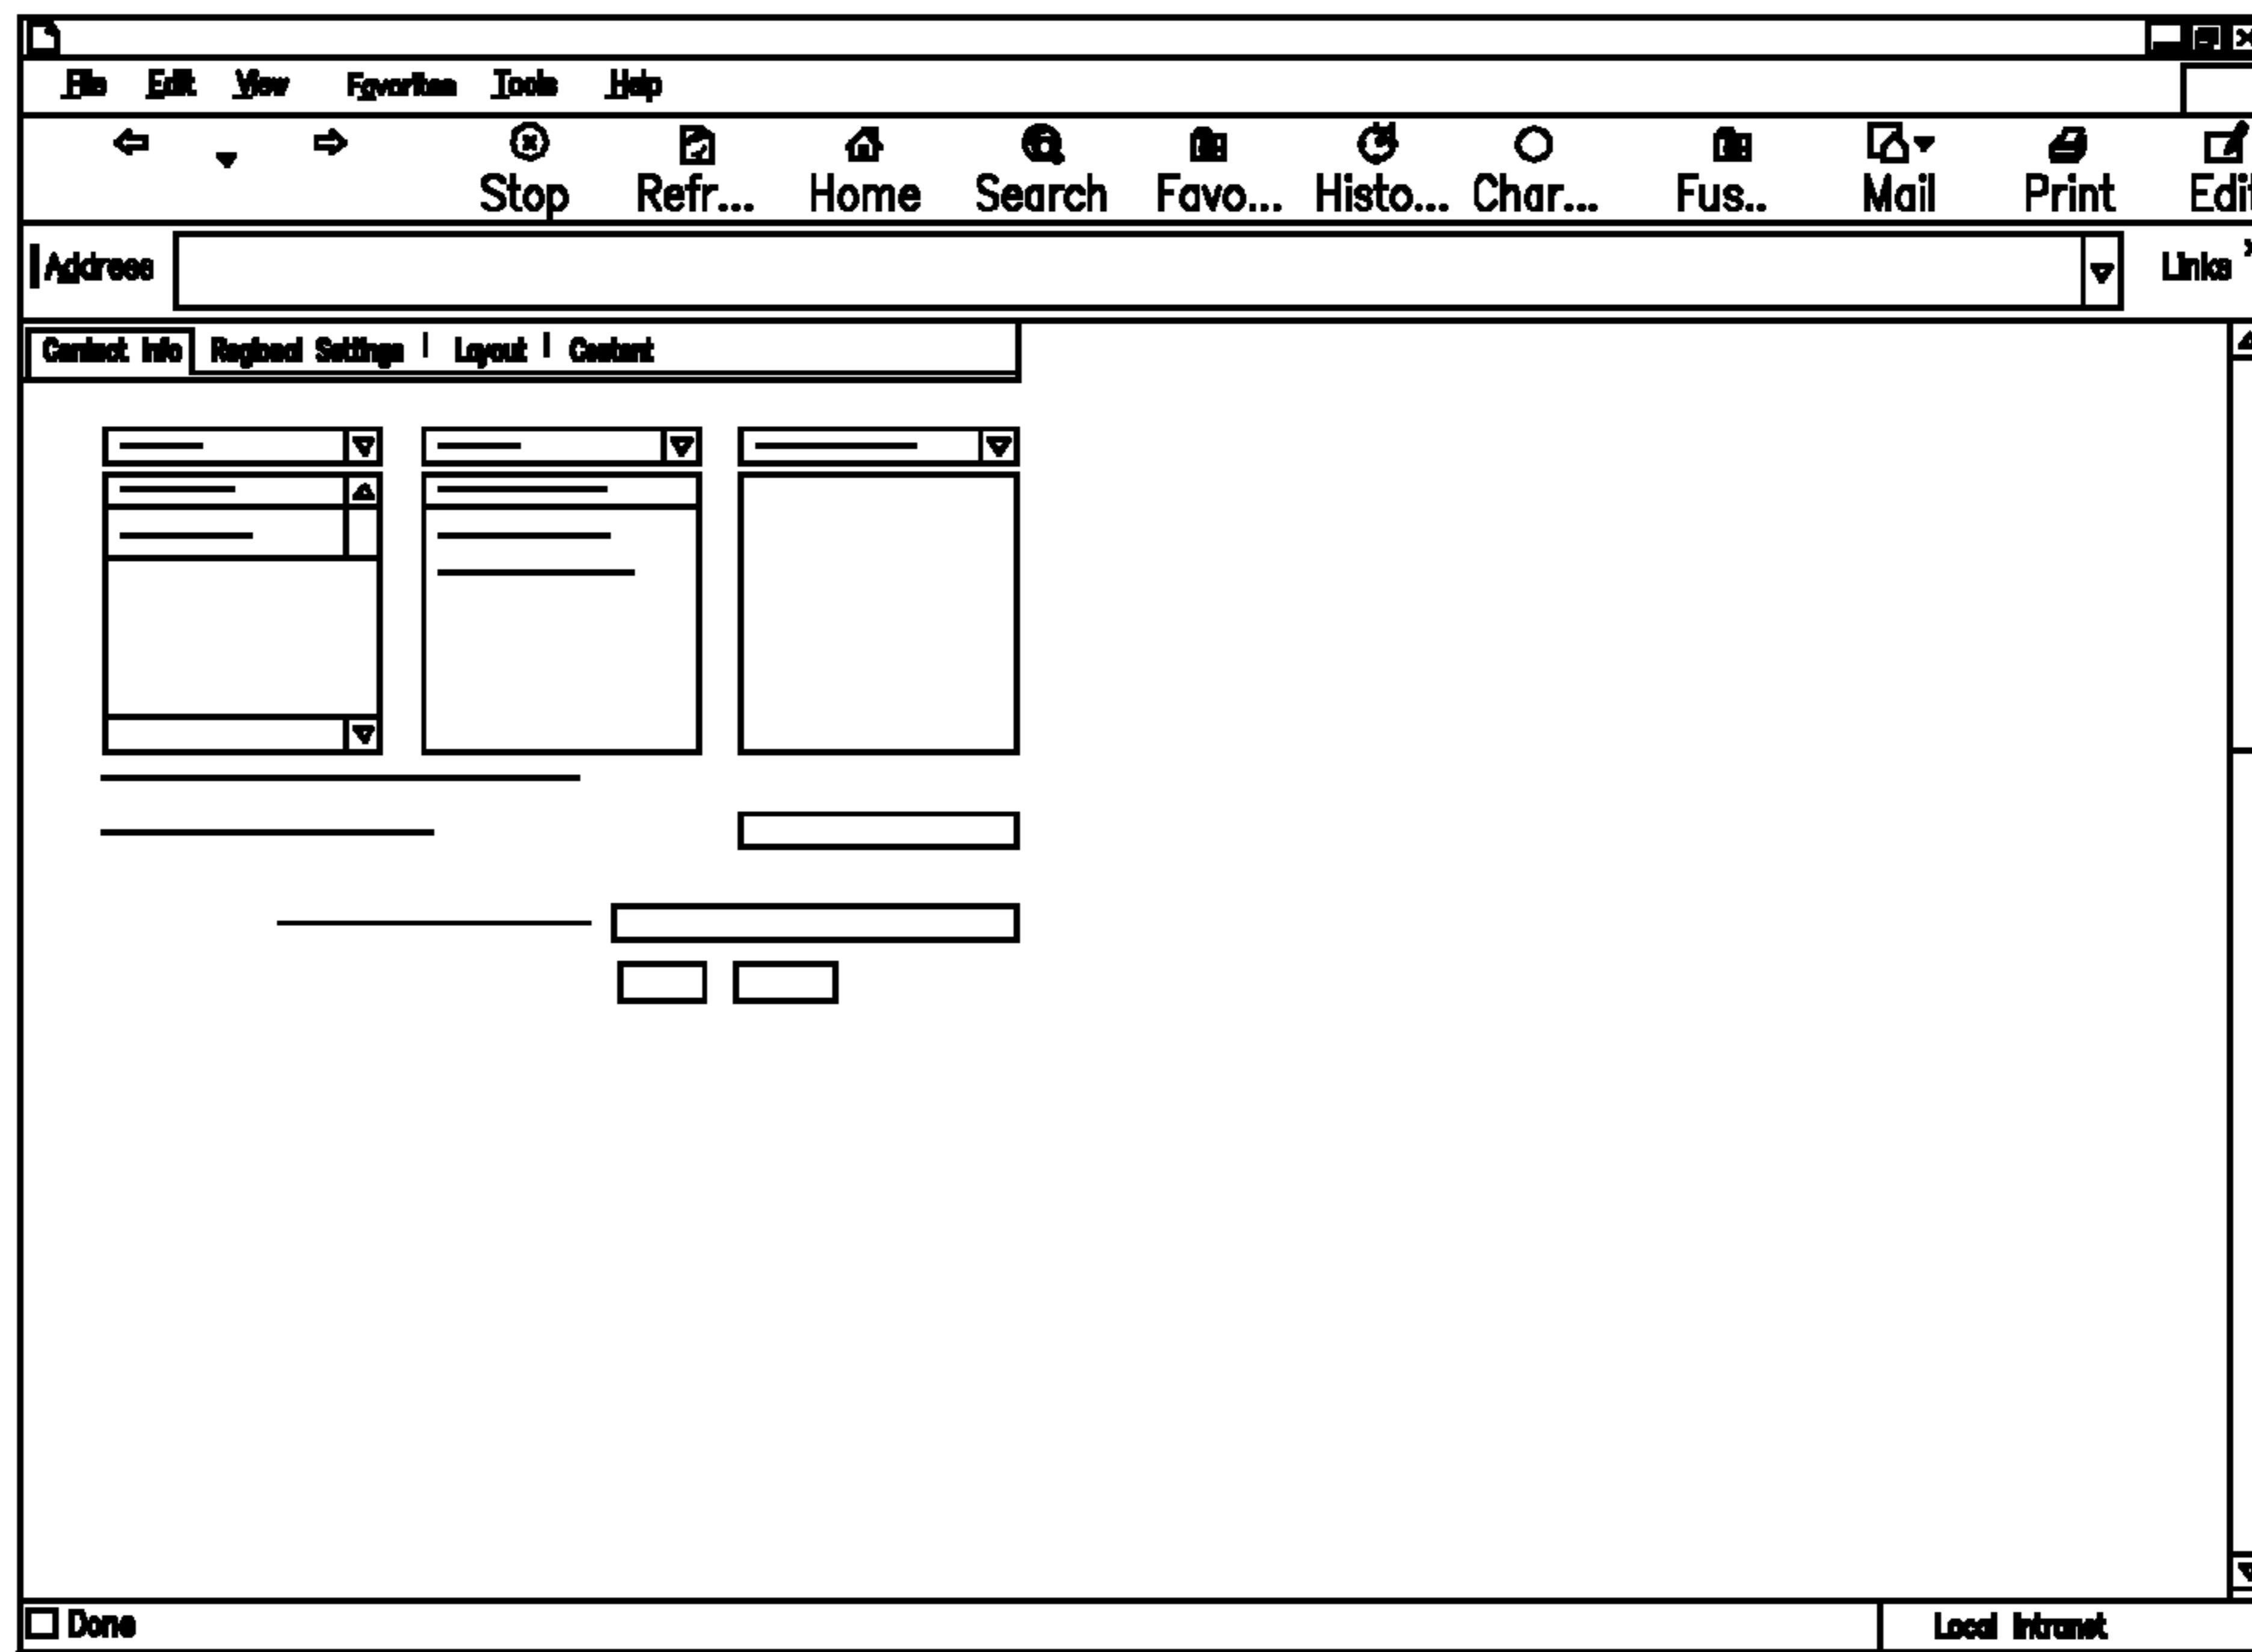 File Edit View Favorites Tools Help
Stop Refr... Home Search Favo... Histo... Char... Fus.. Mail Print Edit
Address Links
Contact Info Regional Settings | Layout | Content
Done Local Intranet